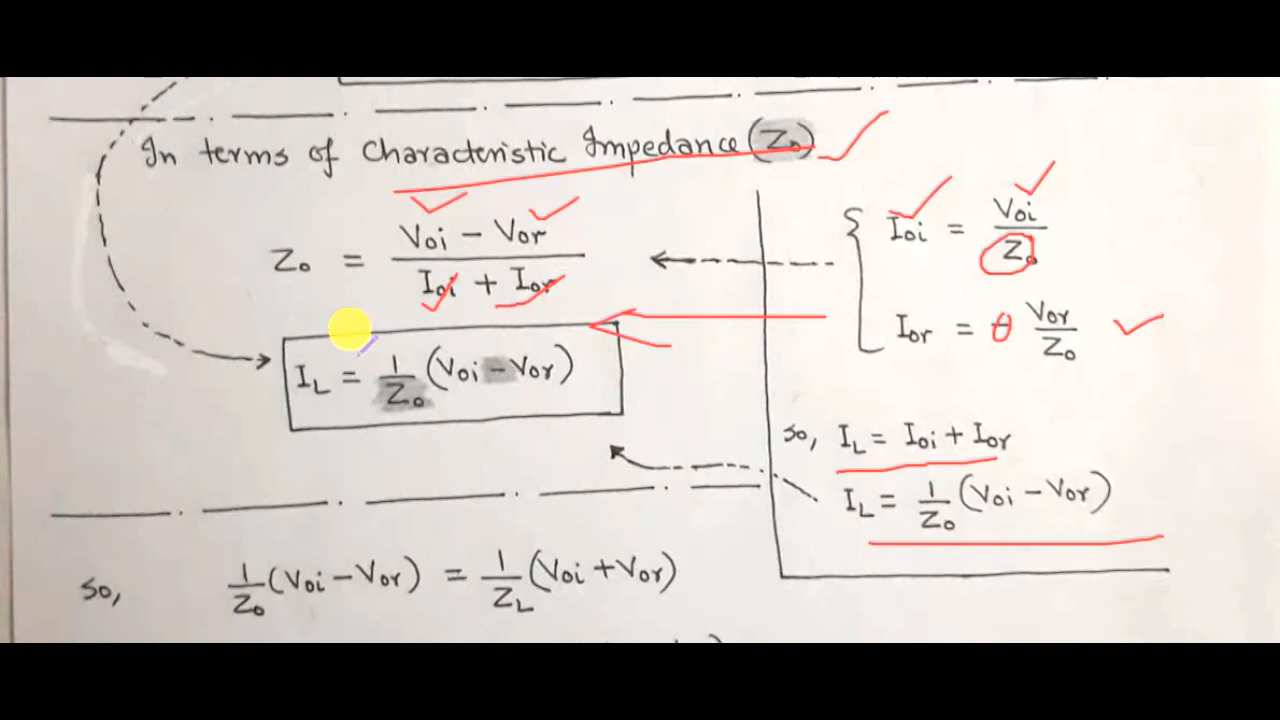 In terms of Characteristic Impedance (Z₀)
Z₀ = (V₀i − V₀r) / (I₀i + I₀r)
I_L = 1/Z₀ (V₀i − V₀r)
I₀i = V₀i / Z₀
I₀r = − V₀r / Z₀
so, I_L = I₀i + I₀r
I_L = 1/Z₀ (V₀i − V₀r)
so, 1/Z₀ (V₀i − V₀r) = 1/Z_L (V₀i + V₀r)